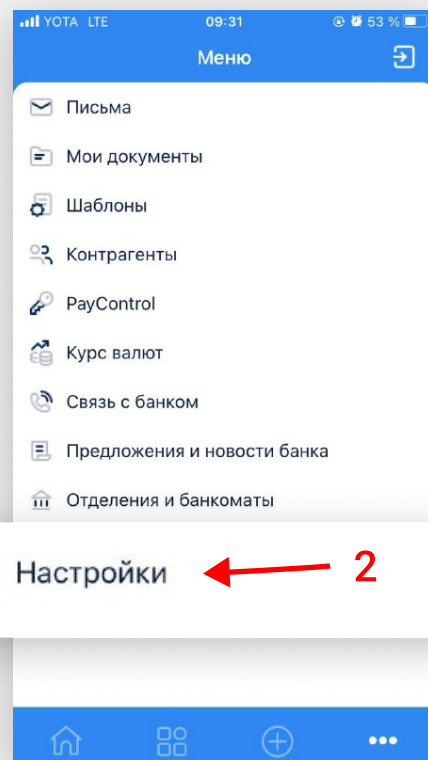 YOTA LTE 09:31 53 %
Меню
Письма
Мои документы
Шаблоны
Контрагенты
PayControl
Курс валют
Связь с банком
Предложения и новости банка
Отделения и банкоматы
Настройки 2